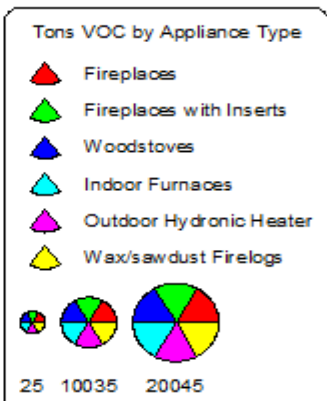 Tons VOC by Appliance Type
Fireplaces
Fireplaces with Inserts
Woodstoves
Indoor Furnaces
Outdoor Hydronic Heater
Wax/sawdust Firelogs
25 10035 20045